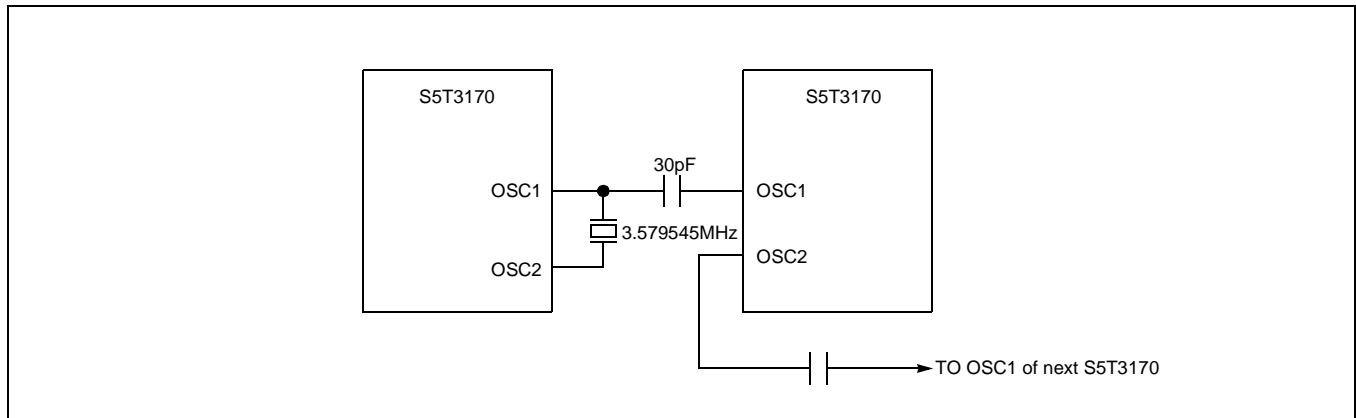 S5T3170
S5T3170
30pF
OSC1
OSC1
3.579545MHz
OSC2
OSC2
TO OSC1 of next S5T3170